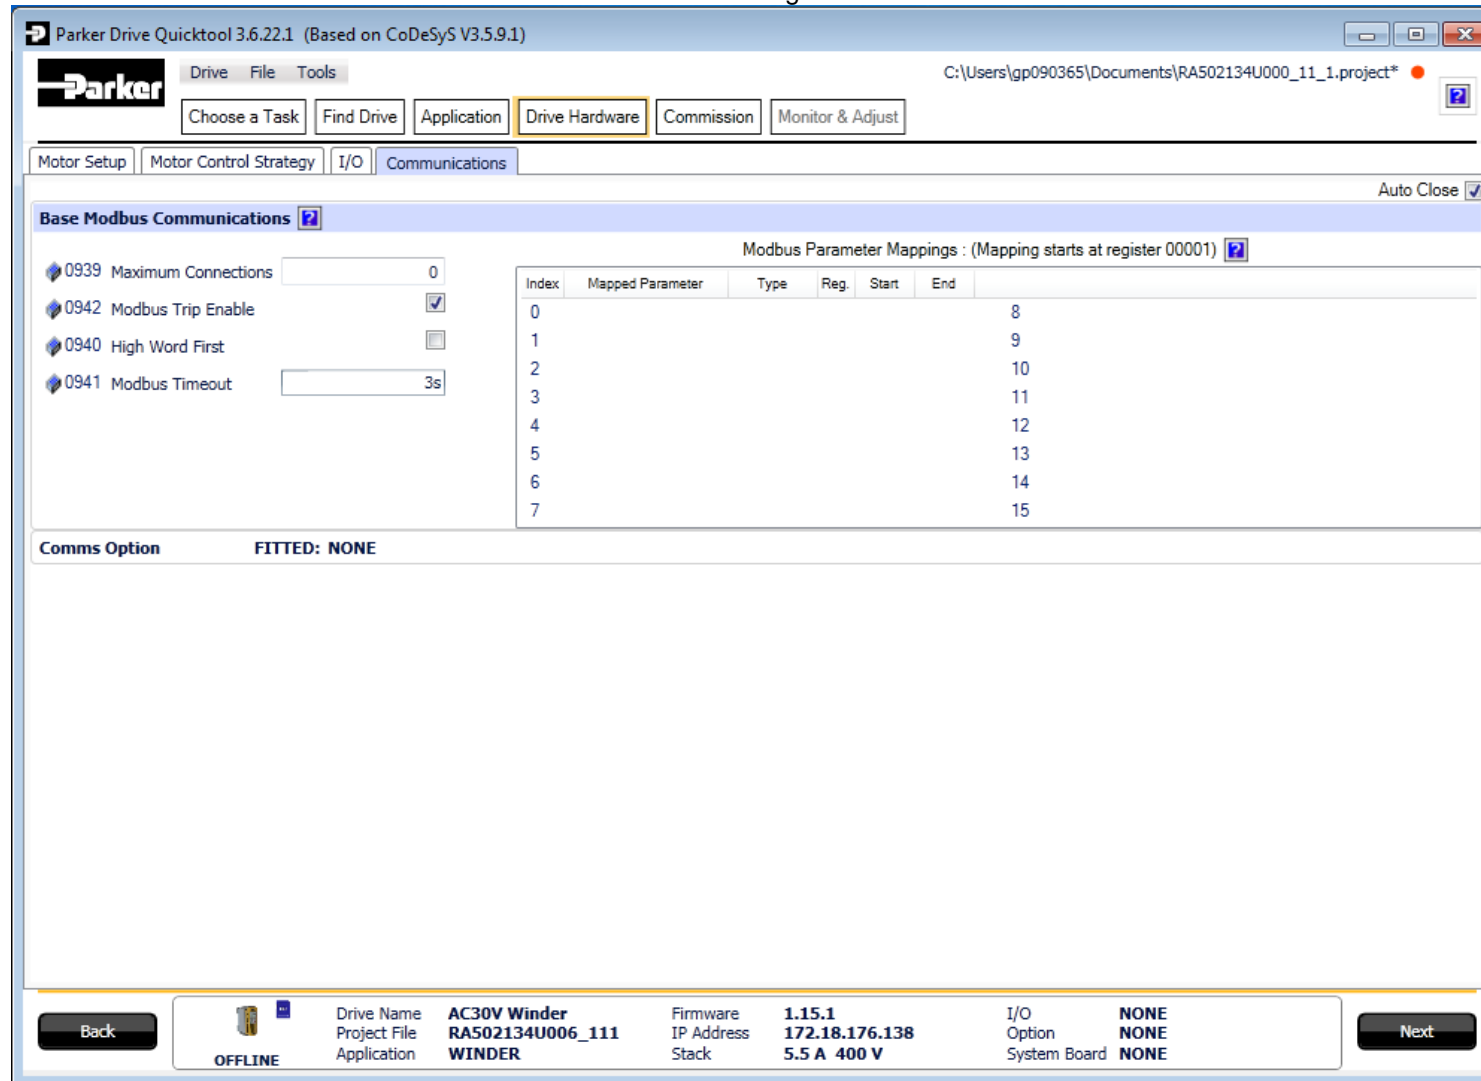 Parker Drive Quicktool 3.6.22.1 (Based on CoDeSyS V3.5.9.1)
Parker
Drive File Tools
C:\Users\gp090365\Documents\RA502134U000_11_1.project*
Choose a Task Find Drive Application Drive Hardware Commission Monitor & Adjust
Motor Setup Motor Control Strategy I/O Communications
Auto Close
Base Modbus Communications ?
Modbus Parameter Mappings : (Mapping starts at register 00001) ?
0939 Maximum Connections 0
0942 Modbus Trip Enable
0940 High Word First
0941 Modbus Timeout 3s
Index Mapped Parameter Type Reg. Start End
0 8
1 9
2 10
3 11
4 12
5 13
6 14
7 15
Comms Option FITTED: NONE
Back
OFFLINE
Drive Name AC30V Winder Firmware 1.15.1 I/O NONE
Project File RA502134U006_111 IP Address 172.18.176.138 Option NONE
Application WINDER Stack 5.5 A 400 V System Board NONE
Next